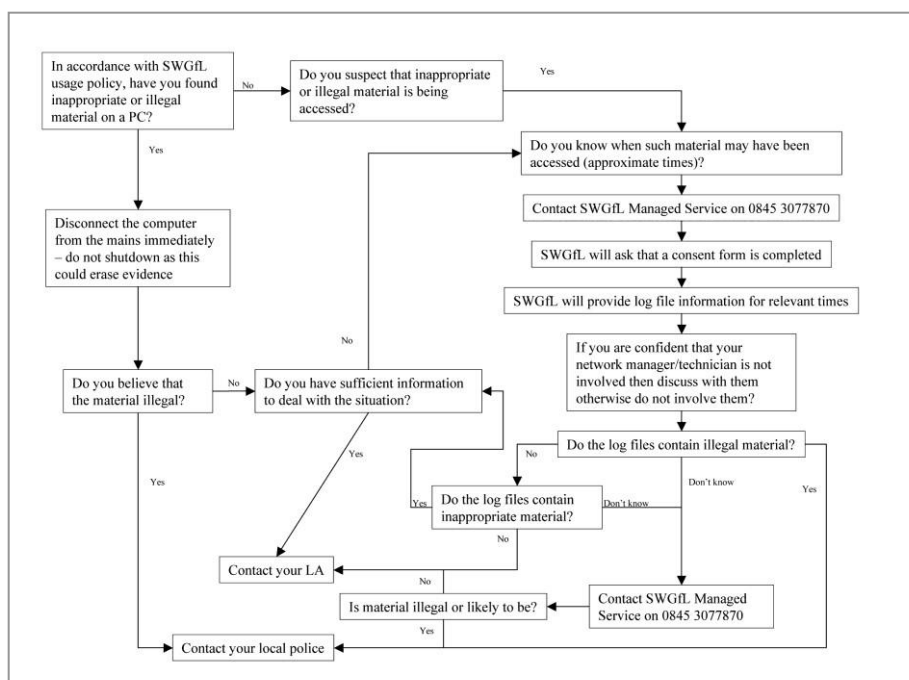 In accordance with SWGfL
usage policy, have you found
inappropriate or illegal
material on a PC?
No
Do you suspect that inappropriate
or illegal material is being
accessed?
Yes
Yes
Do you know when such material may have been
accessed (approximate times)?
Contact SWGfL Managed Service on 0845 3077870
Disconnect the computer
from the mains immediately
– do not shutdown as this
could erase evidence
SWGfL will ask that a consent form is completed
SWGfL will provide log file information for relevant times
No
If you are confident that your
network manager/technician is not
involved then discuss with them
otherwise do not involve them?
Do you believe that
the material illegal?
No
Do you have sufficient information
to deal with the situation?
Do the log files contain illegal material?
Yes
Yes
No
Don't know
Yes
Yes
Do the log files contain
inappropriate material?
Don't know
No
Contact your LA
No
Is material illegal or likely to be?
Contact SWGfL Managed
Service on 0845 3077870
Yes
Contact your local police